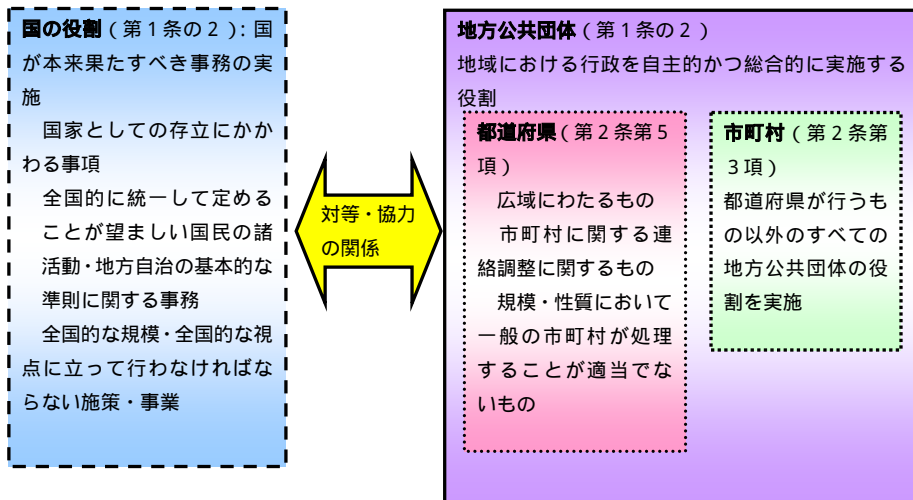 国の役割(第1条の2):国
が本来果たすべき事務の実
施
国家としての存立にかか
わる事項
全国的に統一して定める
ことが望ましい国民の諸
活動・地方自治の基本的な
準則に関する事務
全国的な規模・全国的な視
点に立って行わなければな
らない施策・事業
対等・協力
の関係
地方公共団体(第1条の2)
地域における行政を自主的かつ総合的に実施する
役割
都道府県(第2条第5
項)
広域にわたるもの
市町村に関する連
絡調整に関するもの
規模・性質において
一般の市町村が処理
することが適当でな
いもの
市町村(第2条第
3項)
都道府県が行うも
の以外のすべての
地方公共団体の役
割を実施